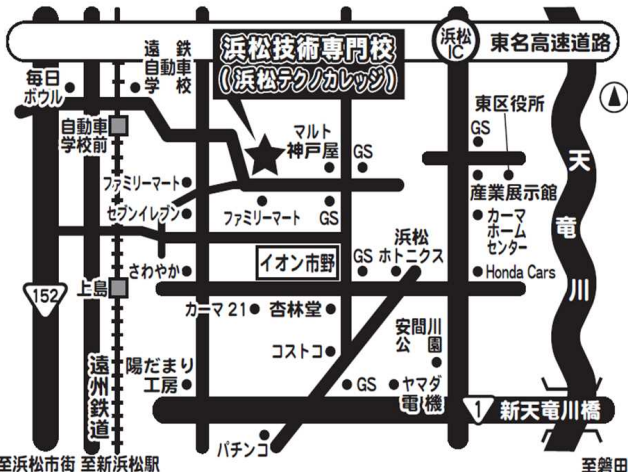 浜松技術専門校
(浜松テクノカレッジ)
浜松
IC
東名高速道路
遠鉄
自動車
学校
毎日
ボウル
自動車
学校前
マルト
神戸屋
GS
GS
東区役所
産業展示館
カーマ
ホーム
センター
Honda Cars
天竜川
ファミリーマート
セブンイレブン
ファミリーマート
GS
浜松
ホトニクス
イオン市野
GS
さわやか
上島
152
カーマ21
杏林堂
安間川
公園
コストコ
遠州鉄道
陽だまり
工房
GS
ヤマダ
電機
1
新天竜川橋
パチンコ
至浜松市街
至新浜松駅
至磐田